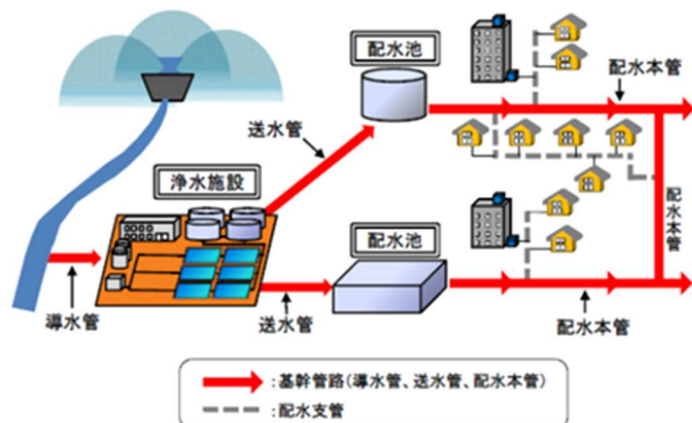 配水池
配水本管
送水管
浄水施設
配水池
配水本管
導水管
送水管
配水本管
:基幹管路(導水管、送水管、配水本管)
:配水支管